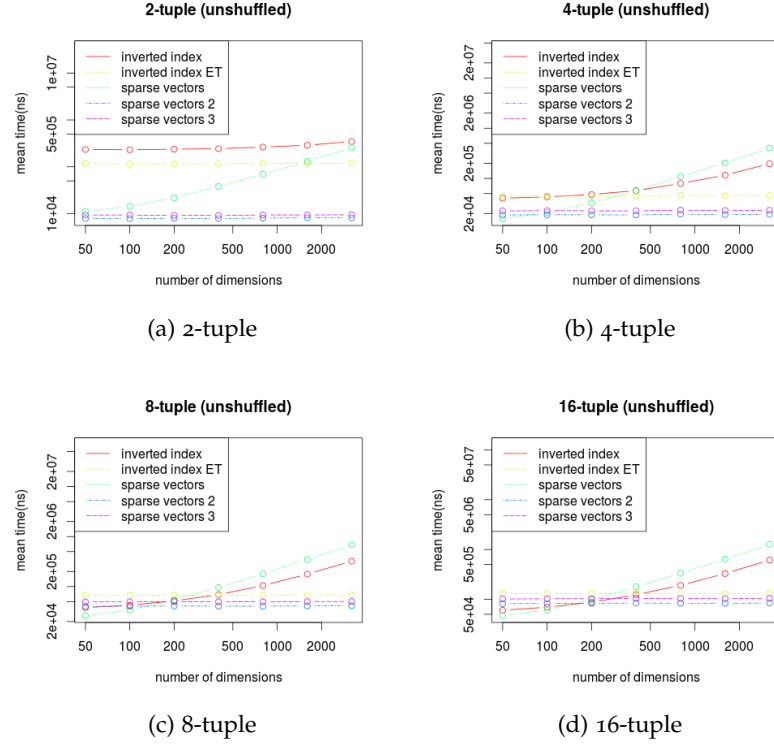 2-tuple (unshuffled)
mean time(ns)
1e+07
5e+05
1e+04
inverted index
inverted index ET
sparse vectors
sparse vectors 2
sparse vectors 3
50 100 200 500 1000 2000
number of dimensions
(a) 2-tuple
4-tuple (unshuffled)
mean time(ns)
2e+07
2e+06
2e+05
2e+04
inverted index
inverted index ET
sparse vectors
sparse vectors 2
sparse vectors 3
50 100 200 500 1000 2000
number of dimensions
(b) 4-tuple
8-tuple (unshuffled)
mean time(ns)
2e+07
2e+06
2e+05
2e+04
inverted index
inverted index ET
sparse vectors
sparse vectors 2
sparse vectors 3
50 100 200 500 1000 2000
number of dimensions
(c) 8-tuple
16-tuple (unshuffled)
mean time(ns)
5e+07
5e+06
5e+05
5e+04
inverted index
inverted index ET
sparse vectors
sparse vectors 2
sparse vectors 3
50 100 200 500 1000 2000
number of dimensions
(d) 16-tuple